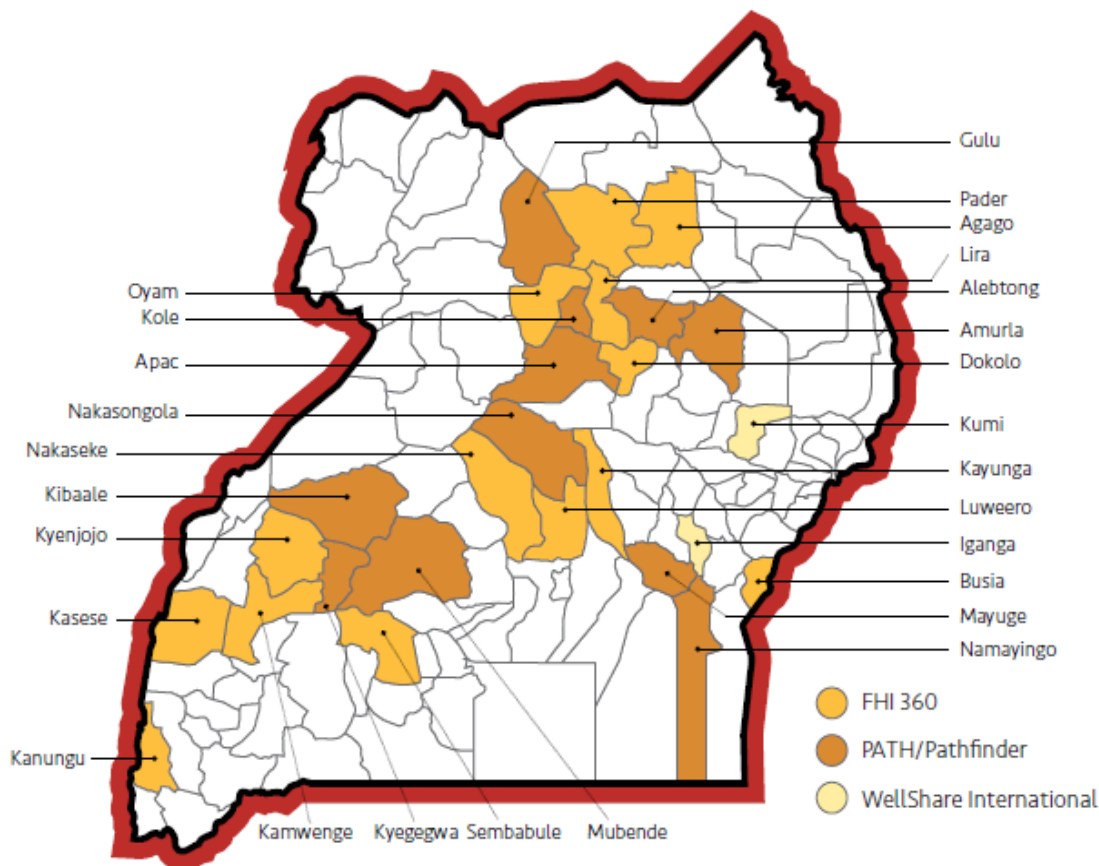 Gulu
Pader
Agago
Lira
Alebtong
Amurla
Dokolo
Kumi
Kayunga
Luweero
Iganga
Busia
Mayuge
Namayingo
Oyam
Kole
Apac
Nakasongola
Nakaseke
Kibaale
Kyenjojo
Kasese
Kanungu
Kamwenge
Kyegegwa
Sembabule
Mubende
FHI 360
PATH/Pathfinder
WellShare International